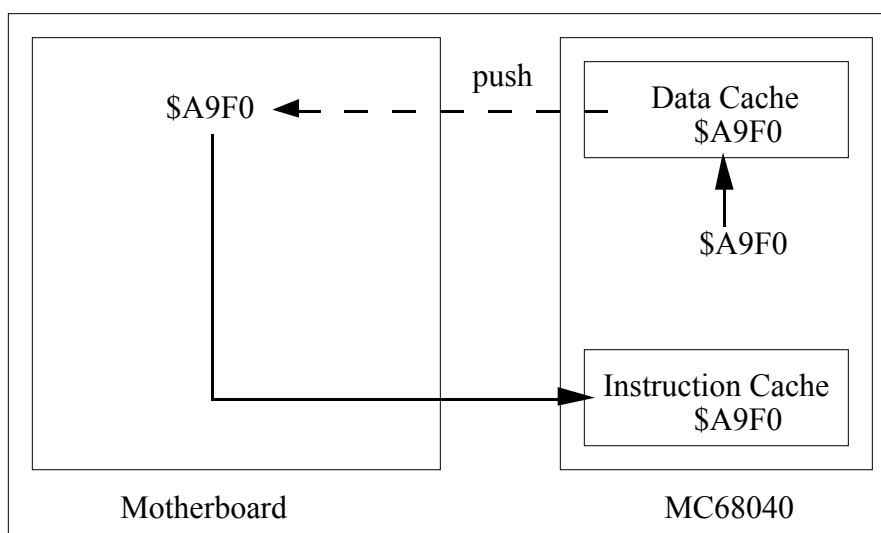 push
$A9F0
Data Cache
$A9F0
$A9F0
Instruction Cache
$A9F0
Motherboard
MC68040